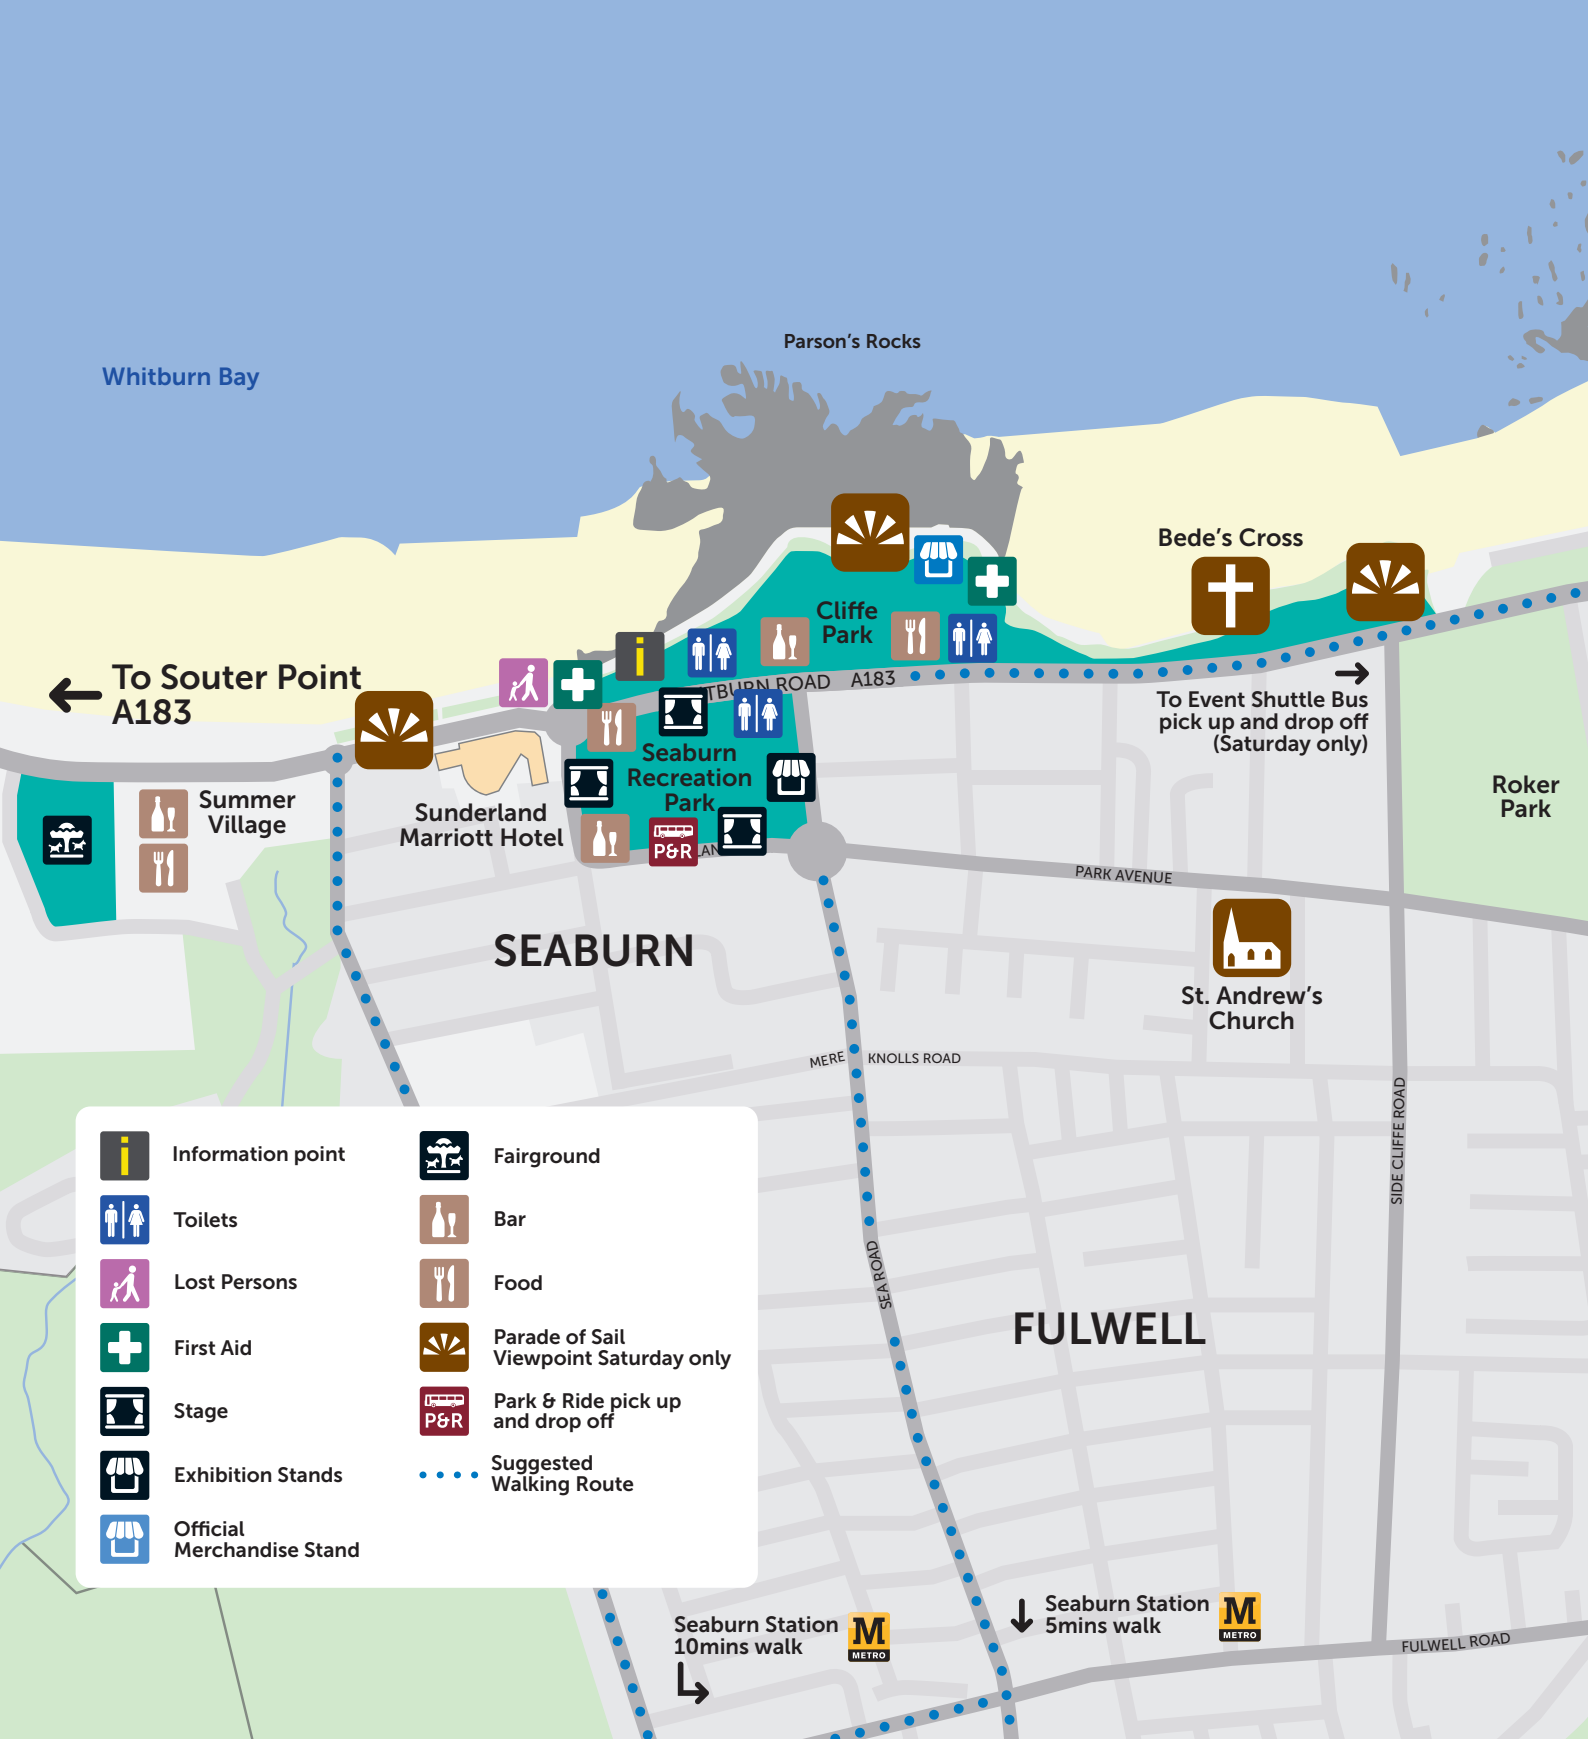 Parson's Rocks
Whitburn Bay
Bede's Cross
Cliffe
Park
i
To Souter Point
A183
TBURN ROAD A183
To Event Shuttle Bus
pick up and drop off
(Saturday only)
Seaburn
Recreation
Park
Summer
Village
Sunderland
Marriott Hotel
P&R
LAN
Roker
Park
PARK AVENUE
SEABURN
St. Andrew's
Church
MERE KNOLLS ROAD
SIDE CLIFFE ROAD
SEA ROAD
FULWELL
i
Information point
Toilets
Lost Persons
First Aid
Stage
Exhibition Stands
Official
Merchandise Stand
Fairground
Bar
Food
Parade of Sail
Viewpoint Saturday only
P&R
Park & Ride pick up
and drop off
Suggested
Walking Route
Seaburn Station
10mins walk
M
METRO
Seaburn Station
5mins walk
M
METRO
FULWELL ROAD